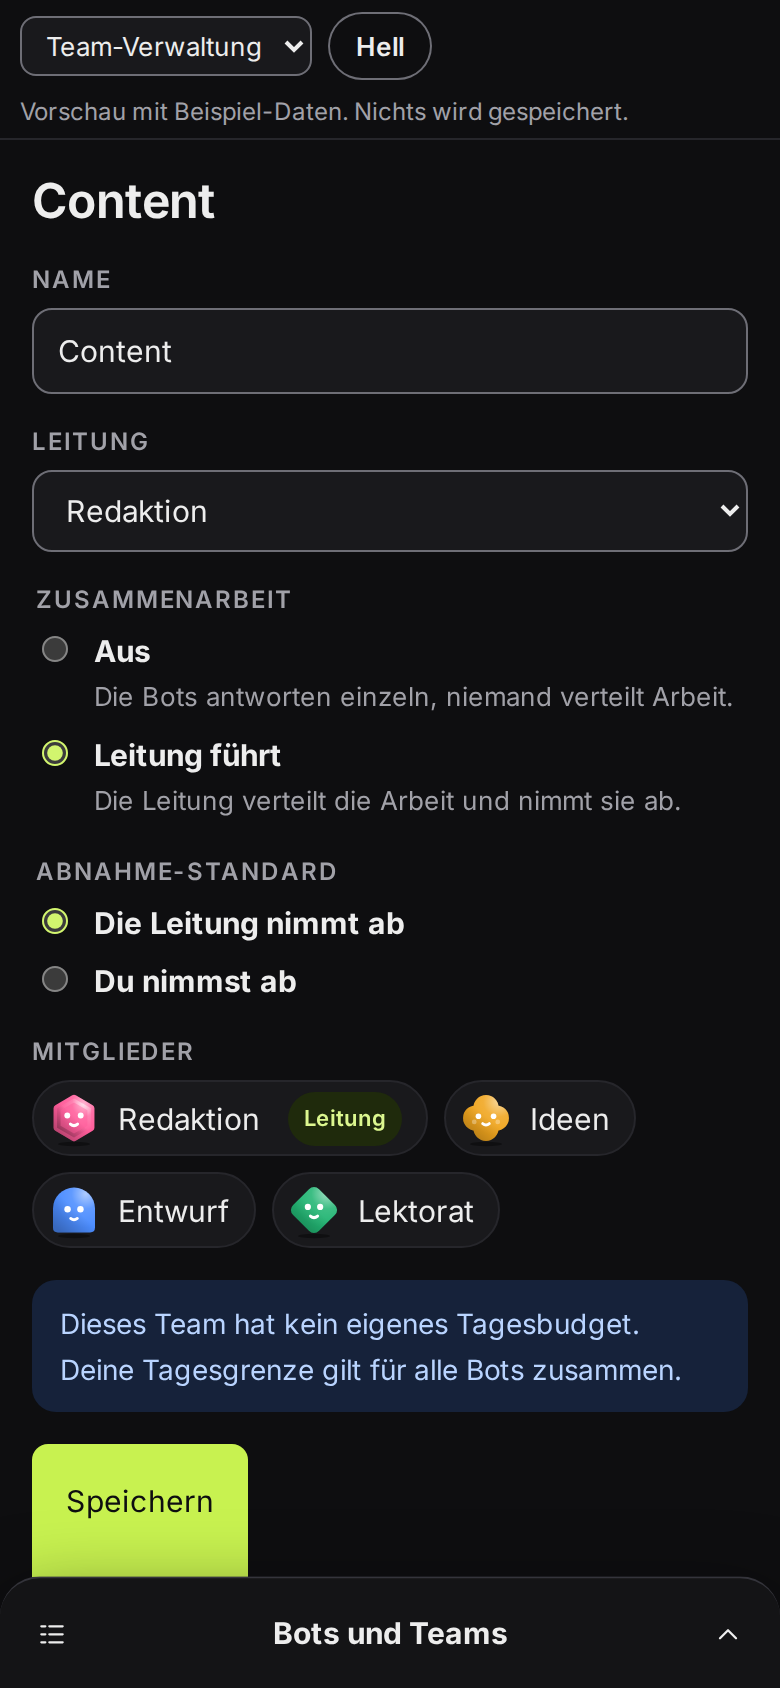 Team-Verwaltung Hell
Vorschau mit Beispiel-Daten. Nichts wird gespeichert.
Content
NAME
Content
LEITUNG
Redaktion
ZUSAMMENARBEIT
Aus
Die Bots antworten einzeln, niemand verteilt Arbeit.
Leitung führt
Die Leitung verteilt die Arbeit und nimmt sie ab.
ABNAHME-STANDARD
Die Leitung nimmt ab
Du nimmst ab
MITGLIEDER
Redaktion Leitung Ideen
Entwurf Lektorat
Dieses Team hat kein eigenes Tagesbudget.
Deine Tagesgrenze gilt für alle Bots zusammen.
Speichern
Bots und Teams